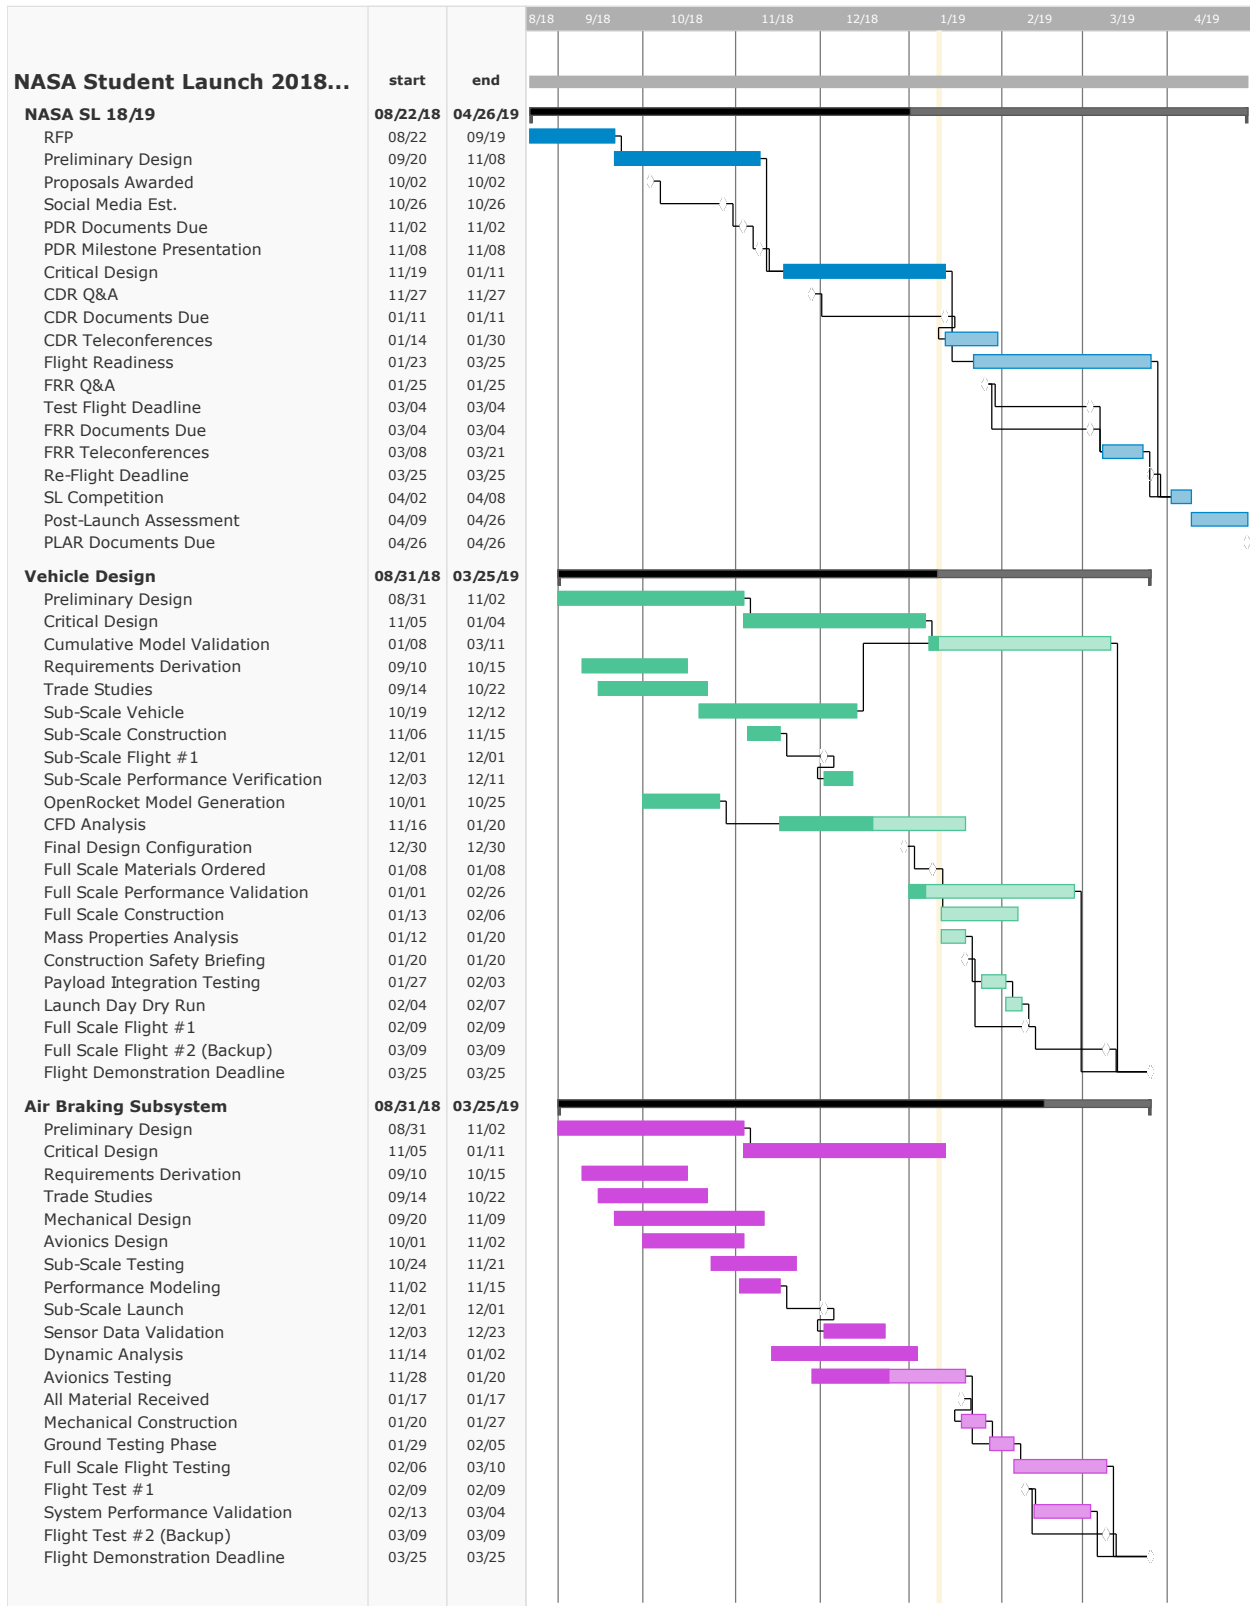 8/18 9/18 10/18 11/18 12/18 1/19 2/19 3/19 4/19
NASA Student Launch 2018... start end
NASA SL 18/19 08/22/18 04/26/19
RFP 08/22 09/19
Preliminary Design 09/20 11/08
Proposals Awarded 10/02 10/02
Social Media Est. 10/26 10/26
PDR Documents Due 11/02 11/02
PDR Milestone Presentation 11/08 11/08
Critical Design 11/19 01/11
CDR Q&A 11/27 11/27
CDR Documents Due 01/11 01/11
CDR Teleconferences 01/14 01/30
Flight Readiness 01/23 03/25
FRR Q&A 01/25 01/25
Test Flight Deadline 03/04 03/04
FRR Documents Due 03/04 03/04
FRR Teleconferences 03/08 03/21
Re-Flight Deadline 03/25 03/25
SL Competition 04/02 04/08
Post-Launch Assessment 04/09 04/26
PLAR Documents Due 04/26 04/26
Vehicle Design 08/31/18 03/25/19
Preliminary Design 08/31 11/02
Critical Design 11/05 01/04
Cumulative Model Validation 01/08 03/11
Requirements Derivation 09/10 10/15
Trade Studies 09/14 10/22
Sub-Scale Vehicle 10/19 12/12
Sub-Scale Construction 11/06 11/15
Sub-Scale Flight #1 12/01 12/01
Sub-Scale Performance Verification 12/03 12/11
OpenRocket Model Generation 10/01 10/25
CFD Analysis 11/16 01/20
Final Design Configuration 12/30 12/30
Full Scale Materials Ordered 01/08 01/08
Full Scale Performance Validation 01/01 02/26
Full Scale Construction 01/13 02/06
Mass Properties Analysis 01/12 01/20
Construction Safety Briefing 01/20 01/20
Payload Integration Testing 01/27 02/03
Launch Day Dry Run 02/04 02/07
Full Scale Flight #1 02/09 02/09
Full Scale Flight #2 (Backup) 03/09 03/09
Flight Demonstration Deadline 03/25 03/25
Air Braking Subsystem 08/31/18 03/25/19
Preliminary Design 08/31 11/02
Critical Design 11/05 01/11
Requirements Derivation 09/10 10/15
Trade Studies 09/14 10/22
Mechanical Design 09/20 11/09
Avionics Design 10/01 11/02
Sub-Scale Testing 10/24 11/21
Performance Modeling 11/02 11/15
Sub-Scale Launch 12/01 12/01
Sensor Data Validation 12/03 12/23
Dynamic Analysis 11/14 01/02
Avionics Testing 11/28 01/20
All Material Received 01/17 01/17
Mechanical Construction 01/20 01/27
Ground Testing Phase 01/29 02/05
Full Scale Flight Testing 02/06 03/10
Flight Test #1 02/09 02/09
System Performance Validation 02/13 03/04
Flight Test #2 (Backup) 03/09 03/09
Flight Demonstration Deadline 03/25 03/25